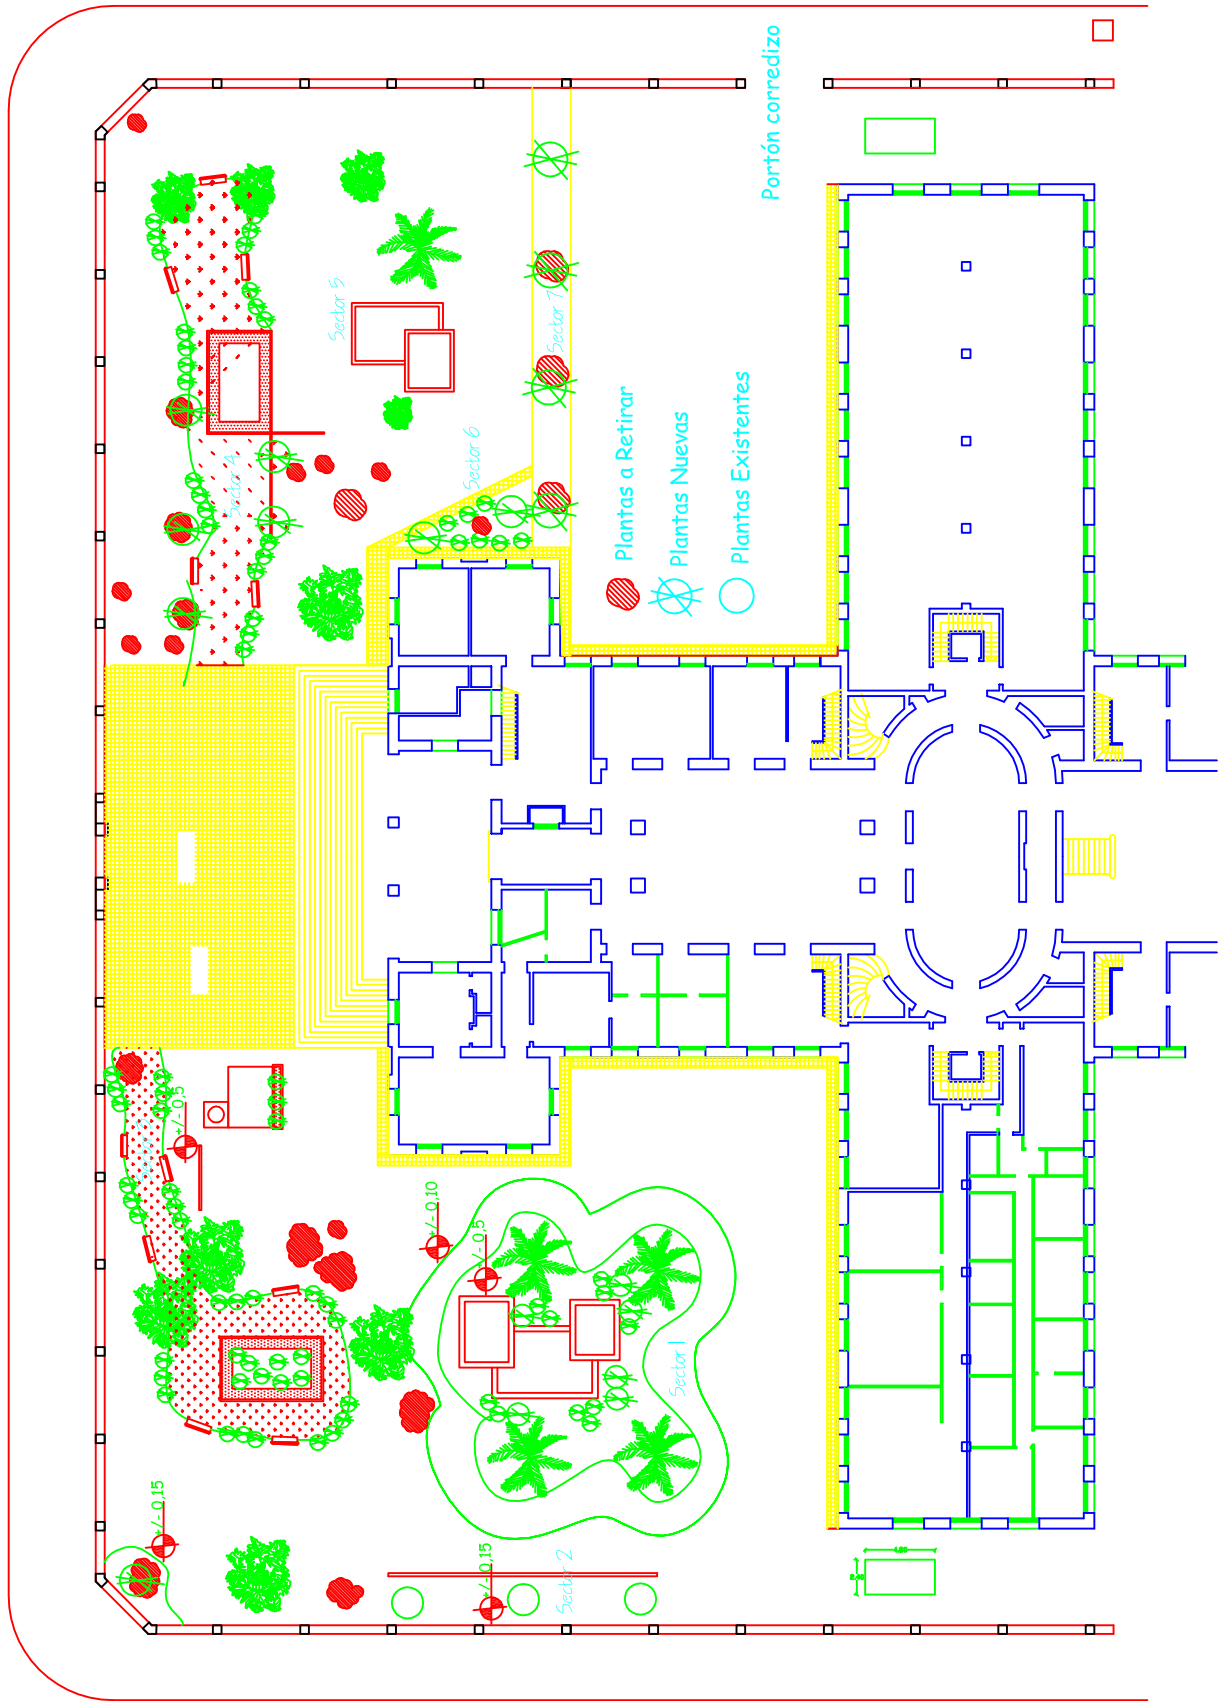 Portón corredizo
Sector 5
Sector 7
Sector 6
Sector 4
Plantas a Retirar
Plantas Nuevas
Plantas Existentes
+/- 0,5
+/- 0,10
+/- 0,5
Sector 1
+/- 0,15
+/- 0,15
Sector 2